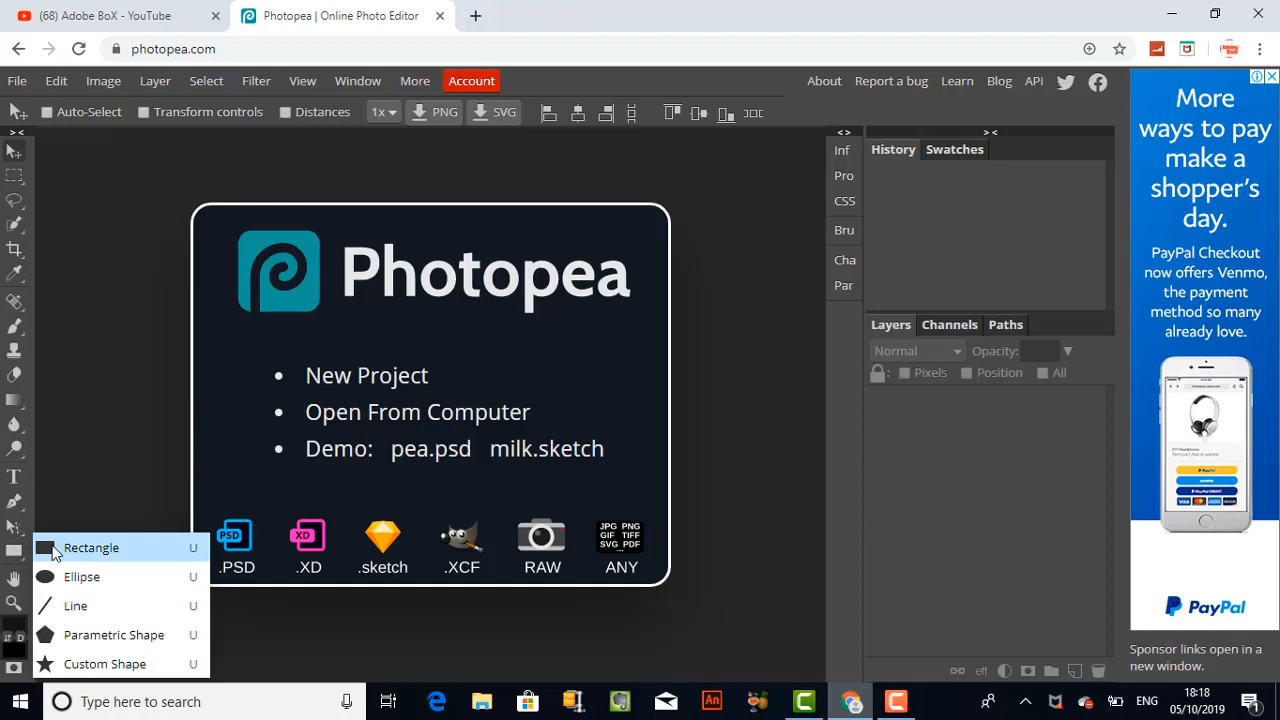 (68) Adobe BoX - YouTube
Photopea | Online Photo Editor
photopea.com
File Edit Image Layer Select Filter View Window More Account
About Report a bug Learn Blog API
Auto-Select Transform controls Distances 1x PNG SVG
Inf
Pro
CSS
Bru
Cha
Par
History Swatches
Layers Channels Paths
Normal Opacity:
Pixels Position All
Photopea
New Project
Open From Computer
Demo: pea.psd milk.sketch
PSD
XD
JPG PNG
GIF TIFF
SVG PDF
...
.PSD .XD .sketch .XCF RAW ANY
Rectangle U
Ellipse U
Line U
Parametric Shape U
Custom Shape U
D
eff
More
ways to pay
make a
shopper's
day.
PayPal Checkout
now offers Venmo,
the payment
method so many
already love.
PayPal
PayPal
Sponsor links open in a
new window.
Type here to search
An
ENG
18:18
05/10/2019
1